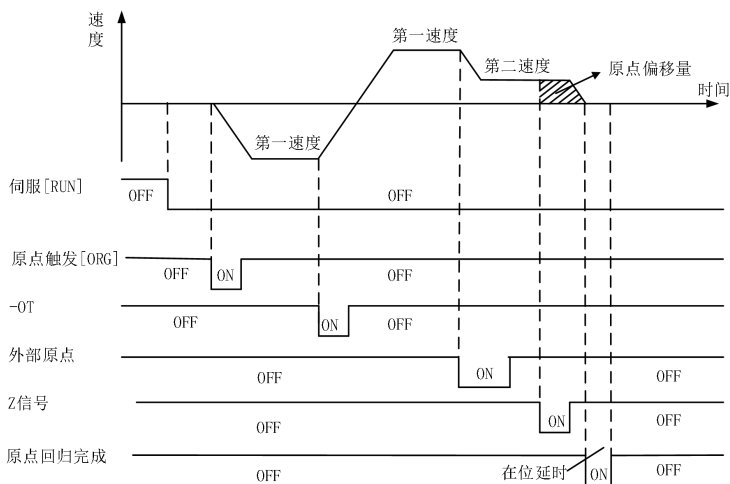 速
度
第一速度
第二速度
原点偏移量
时间
第一速度
伺服[RUN]
OFF
OFF
原点触发[ORG]
OFF
ON
OFF
-OT
OFF
ON
OFF
外部原点
OFF
ON
OFF
Z信号
OFF
ON
OFF
原点回归完成
OFF
在位延时
ON
OFF